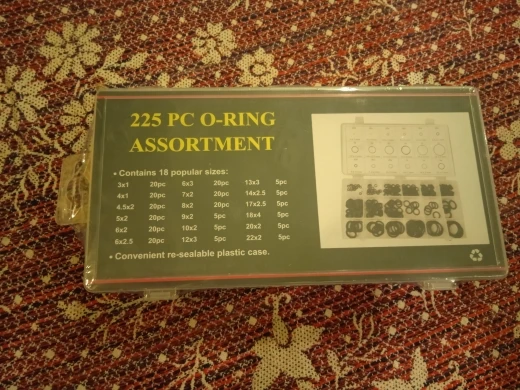 225 PC O-RING
ASSORTMENT
• Contains 18 popular sizes:
3x1 20pc 6x3 20pc 13x3 5pc
4x1 20pc 7x2 20pc 14x2.5 5pc
4.5x2 20pc 8x2 20pc 17x2.5 5pc
5x2 20pc 9x2 5pc 18x4 5pc
6x2 20pc 10x2 5pc 20x2 5pc
6x2.5 20pc 12x3 5pc 22x2 5pc
• Convenient re-sealable plastic case.